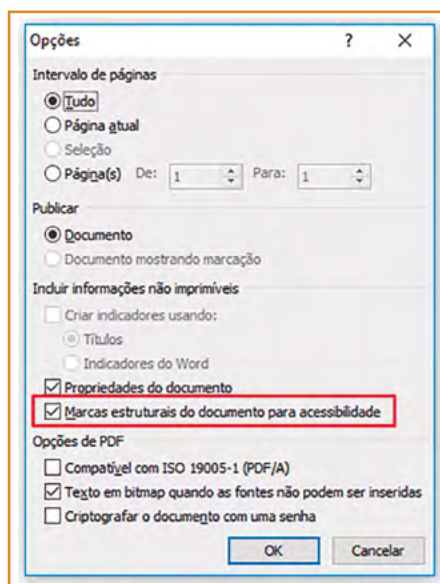 Opções ? X
Intervalo de páginas
Tudo
Página atual
Seleção
Página(s) De: 1 Para: 1
Publicar
Documento
Documento mostrando marcação
Incluir informações não imprimíveis
Criar indicadores usando:
Títulos
Indicadores do Word
Propriedades do documento
Marcas estruturais do documento para acessibilidade
Opções de PDF
Compatível com ISO 19005-1 (PDF/A)
Texto em bitmap quando as fontes não podem ser inseridas
Criptografar o documento com uma senha
OK Cancelar